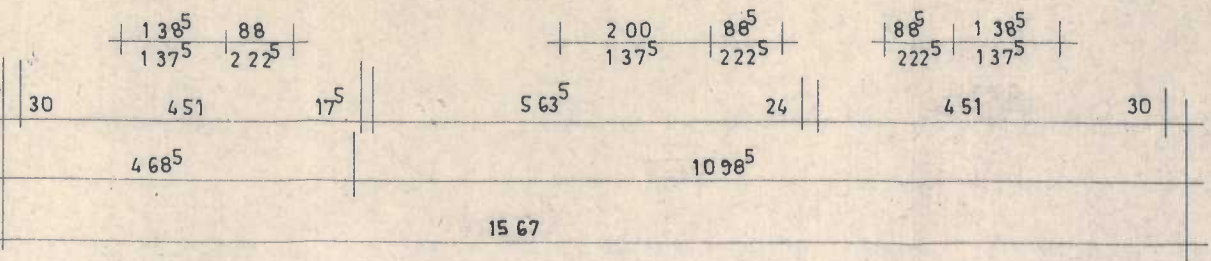 138⁵ 88 200 88⁵ 88⁵ 138⁵
137⁵ 222⁵ 137⁵ 222⁵ 222⁵ 137⁵
30 451 17⁵ 563⁵ 24 451 30
468⁵ 1098⁵
1567